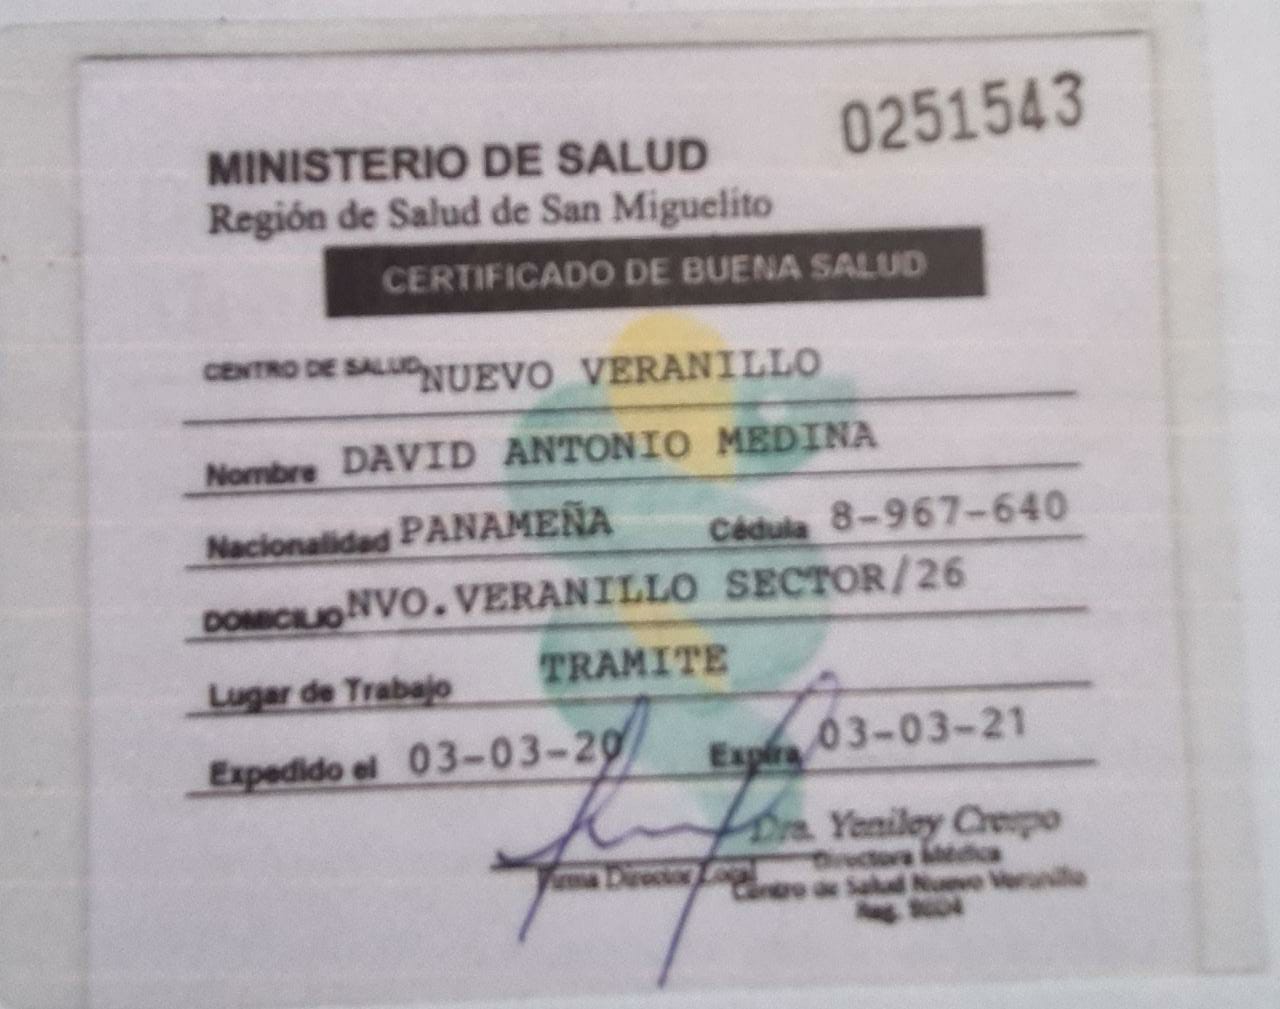 0251543
MINISTERIO DE SALUD
Región de Salud de San Miguelito
CERTIFICADO DE BUENA SALUD
CENTRO DE SALUD NUEVO VERANILLO
Nombre DAVID ANTONIO MEDINA
Nacionalidad PANAMEÑA Cédula 8-967-640
DOMICILIO NVO.VERANILLO SECTOR/26
Lugar de Trabajo TRAMITE
Expedido el 03-03-20 Expira 03-03-21
Dra. Yeniley Crespo
Directora Médica
Firma Director Local
Centro de Salud Nuevo Veranillo
Reg.